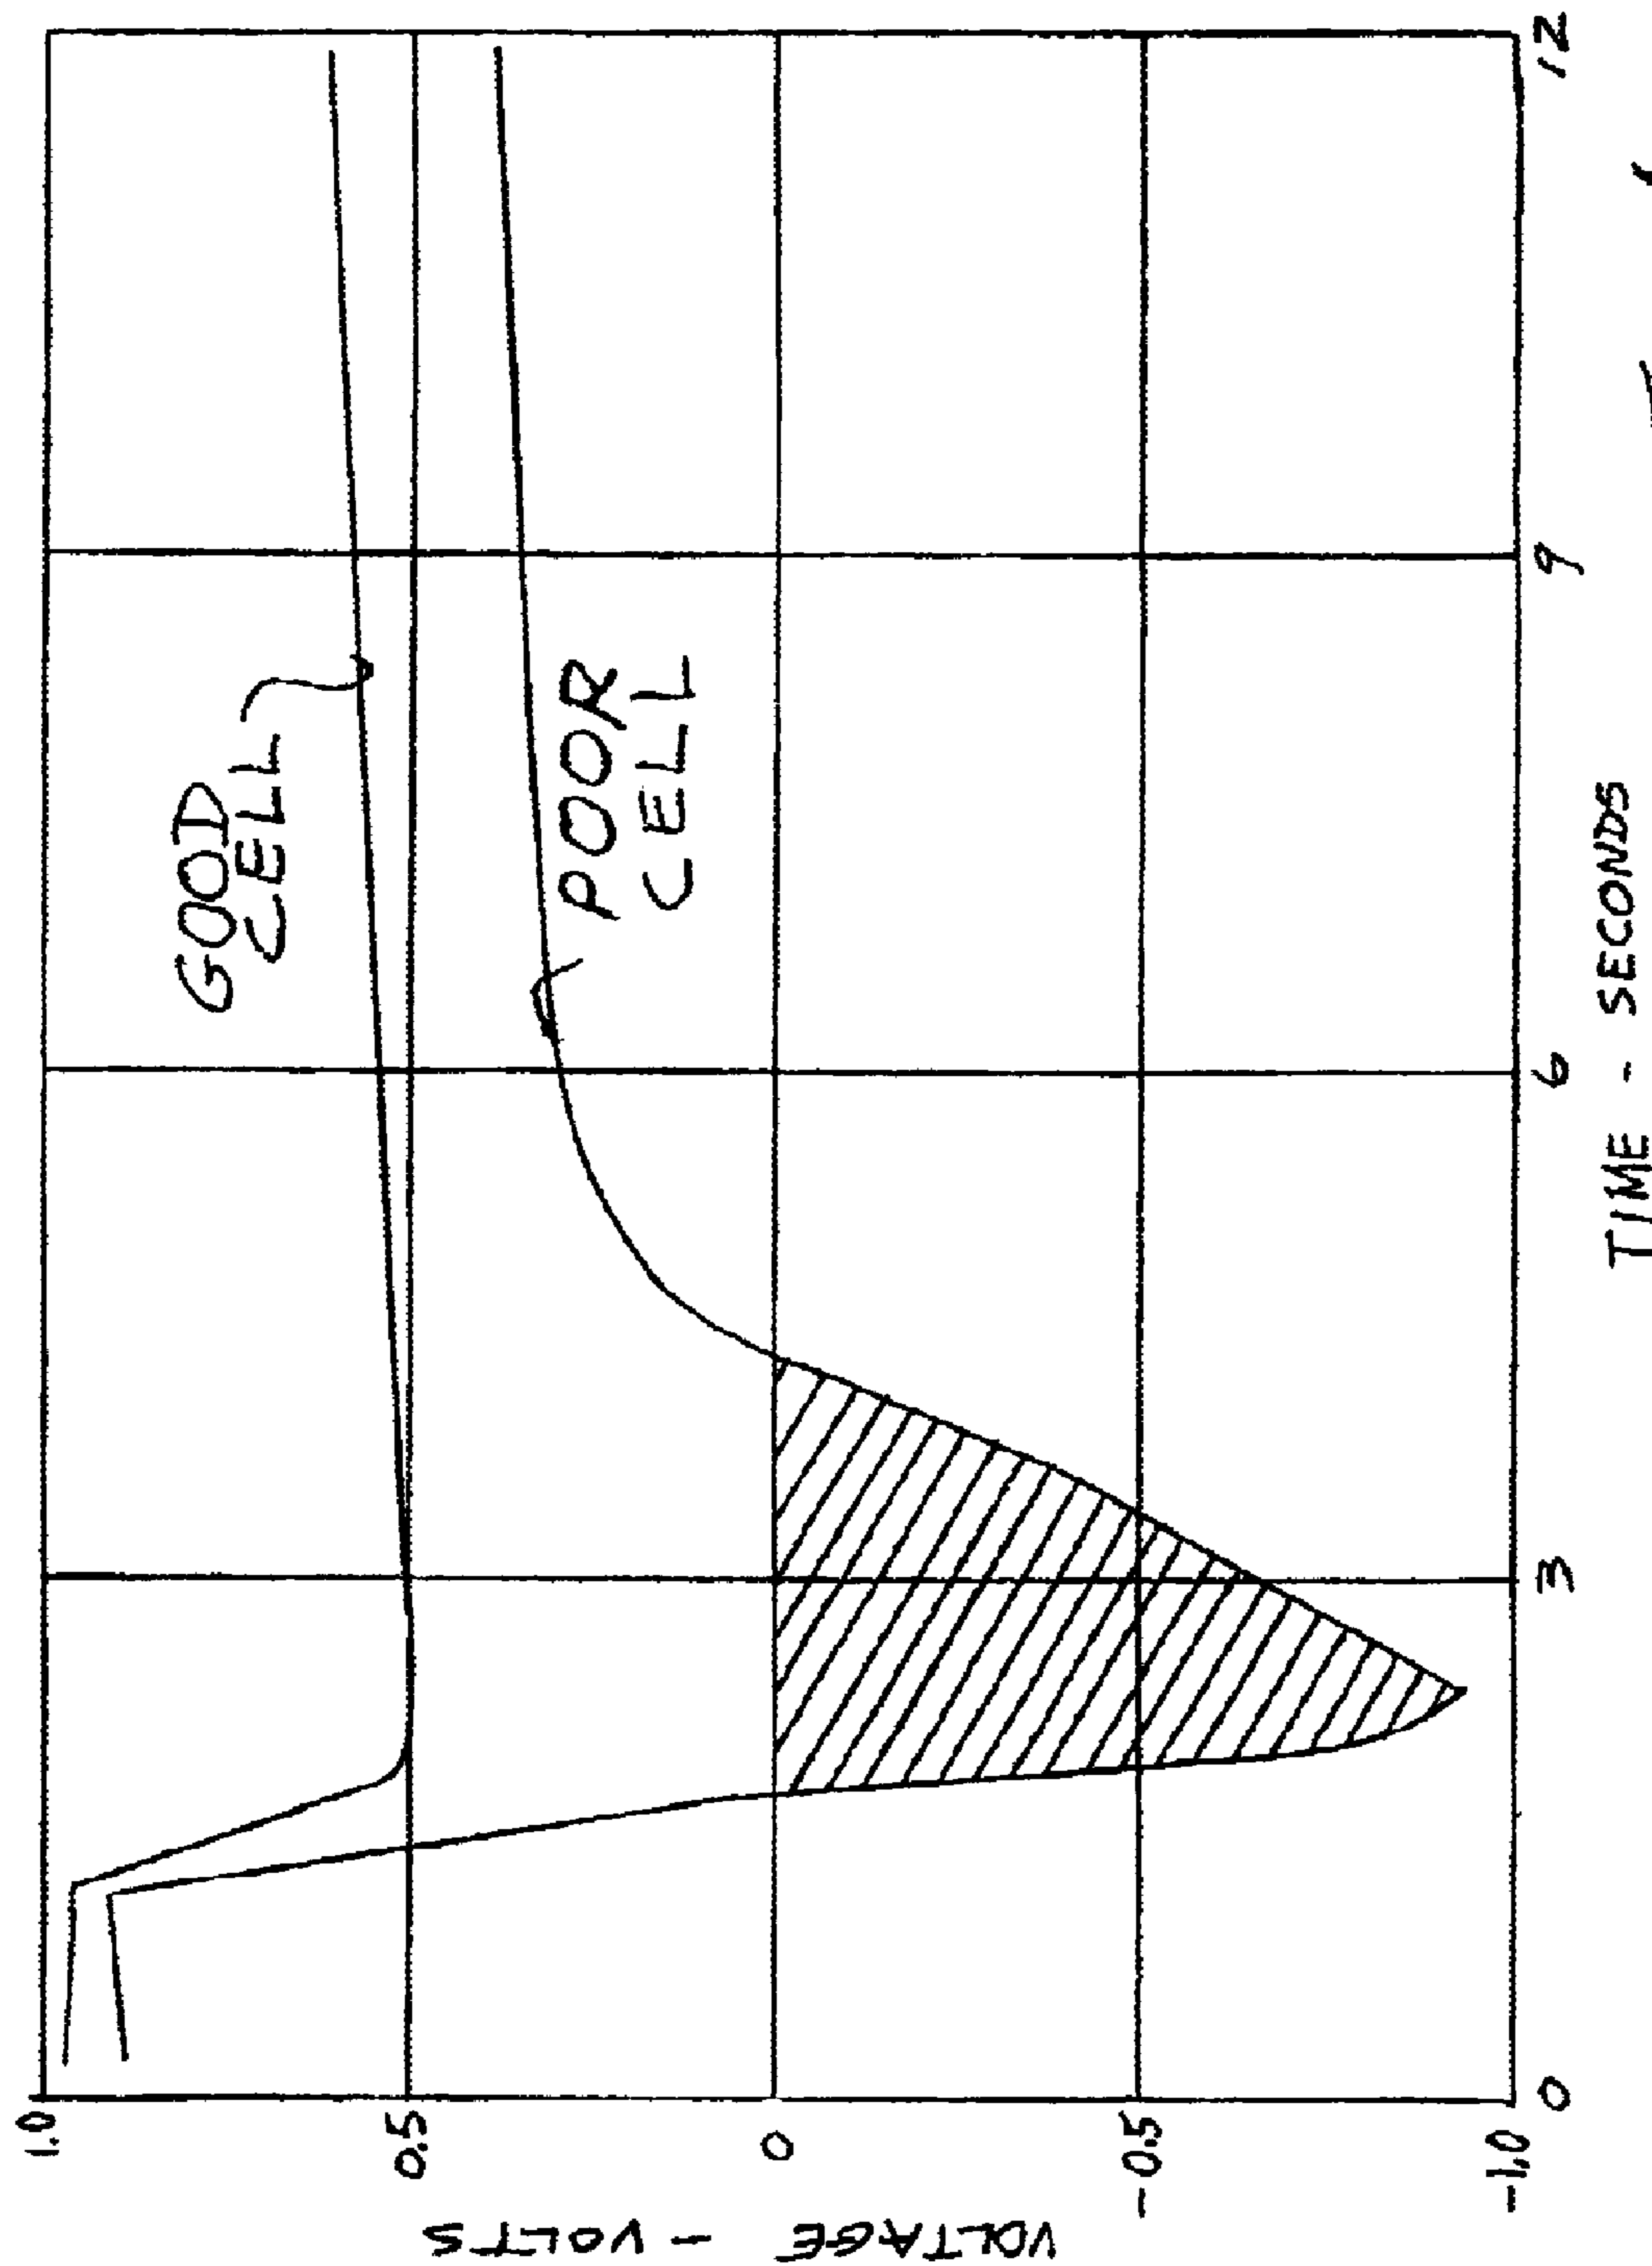 VOLTAGE - VOLTS
1.0
0.5
0
-0.5
-1.0
GOOD
CELL
POOR
CELL
0 3 6 9 12
TIME - SECONDS